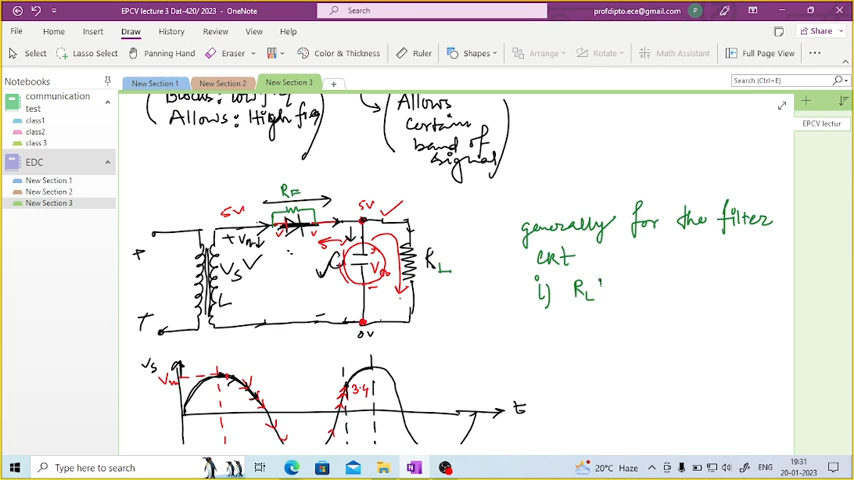 EPCV lecture 3 Dat-420/ 2023 - OneNote
Search
profdipto.ece@gmail.com
P
File
Home
Insert
Draw
History
Review
View
Help
Share
Select
Lasso Select
Panning Hand
Eraser
Color & Thickness
Ruler
Shapes
Arrange
Rotate
Math Assistant
Full Page View
Notebooks
New Section 1
New Section 2
New Section 3
Search (Ctrl+E)
communication test
class1
class2
class 3
EDC
New Section 1
New Section 2
New Section 3
EPCV lectur
Allows: High freq
Allows
certain
band of
signal
RF
5V
5V
+ Vm
VS
L
C
RL
0V
generally for the filter
ckt
i) RL
VS
Vm
3.4
t
Type here to search
20°C Haze
ENG
19:31
20-01-2023